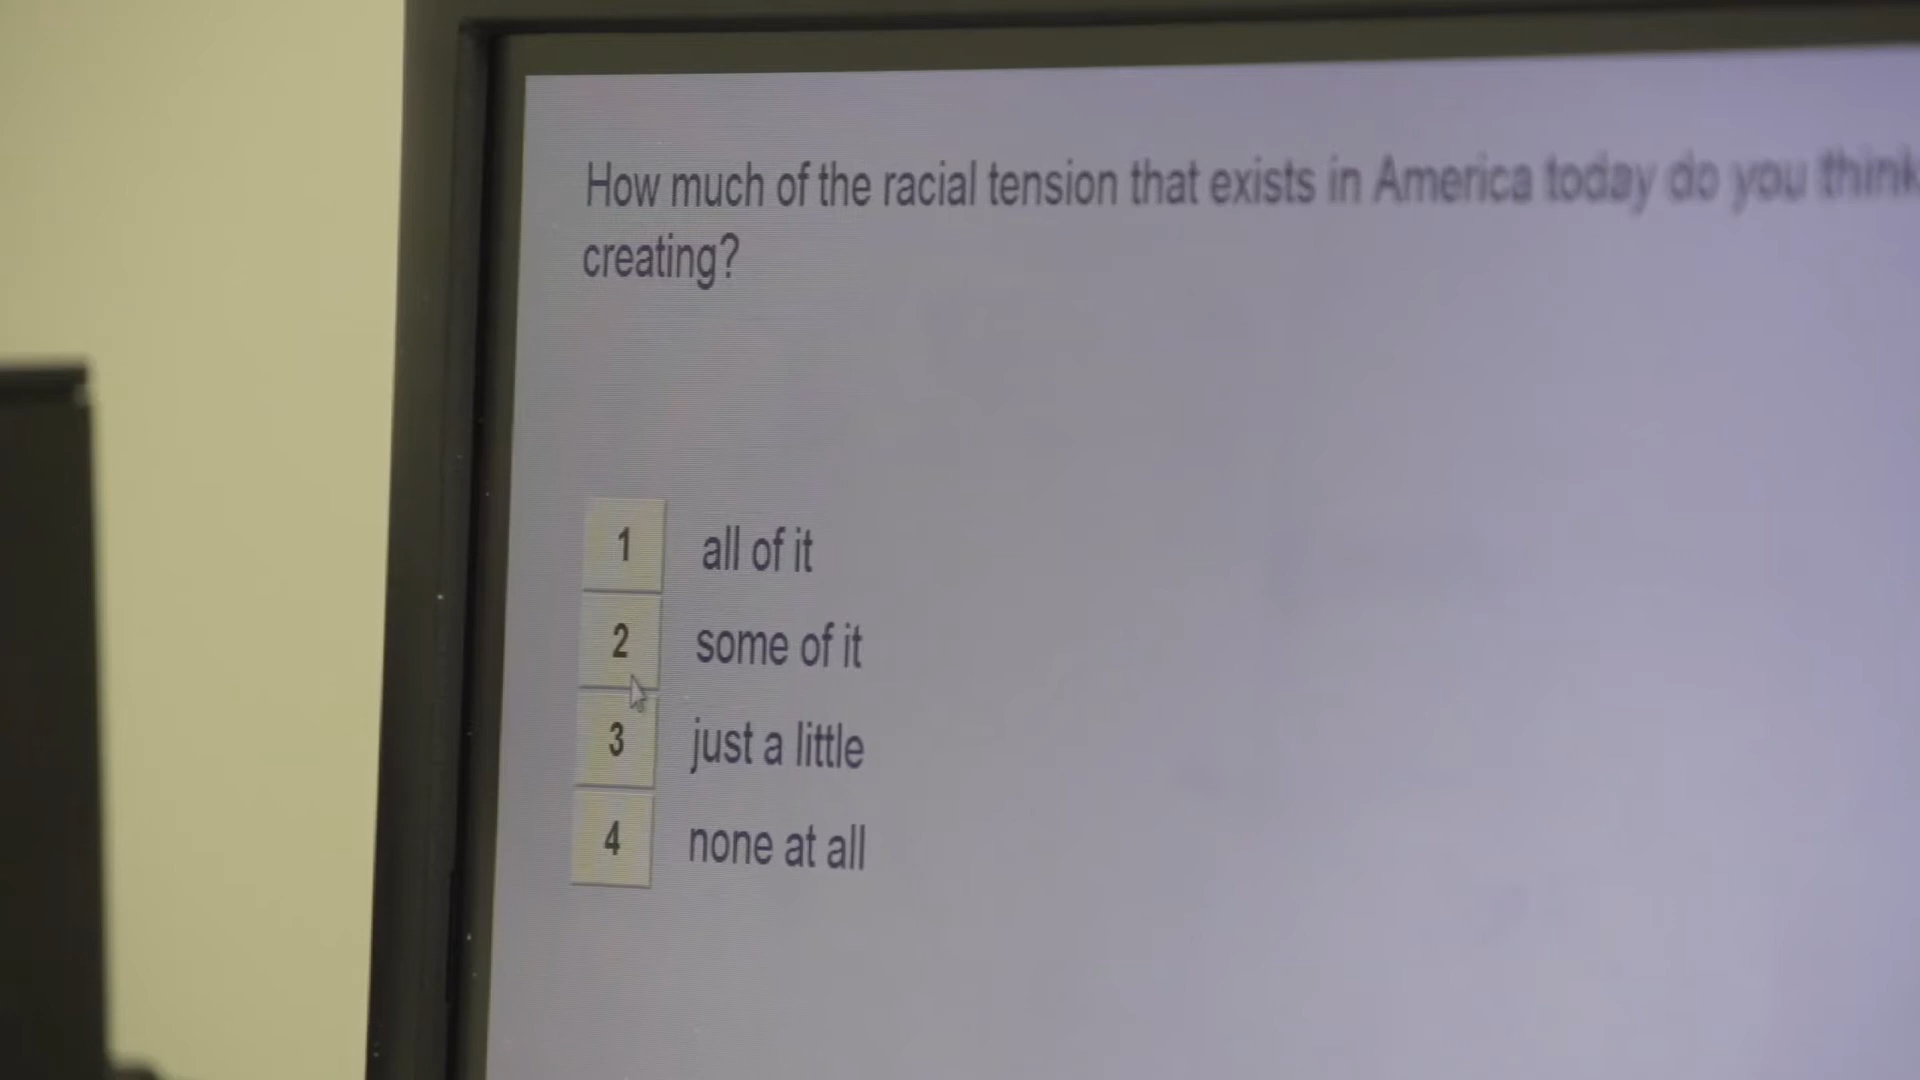 How much of the racial tension that exists in America today do you think
creating?
1 all of it
2 some of it
3 just a little
4 none at all